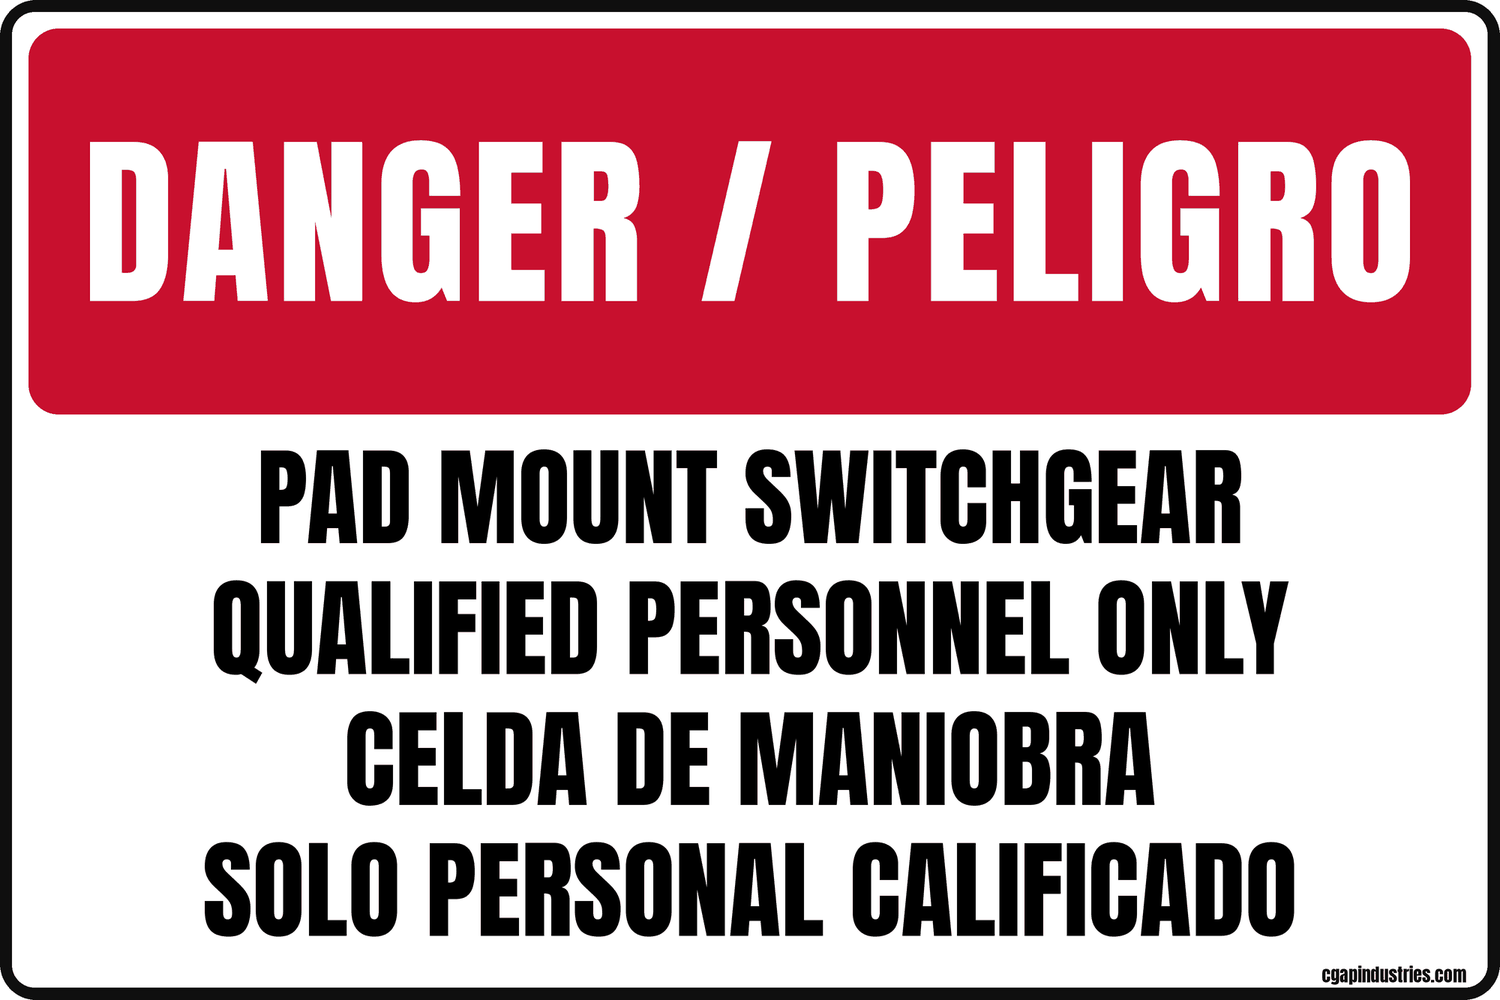 DANGER / PELIGRO
PAD MOUNT SWITCHGEAR
QUALIFIED PERSONNEL ONLY
CELDA DE MANIOBRA
SOLO PERSONAL CALIFICADO
cgapindustries.com